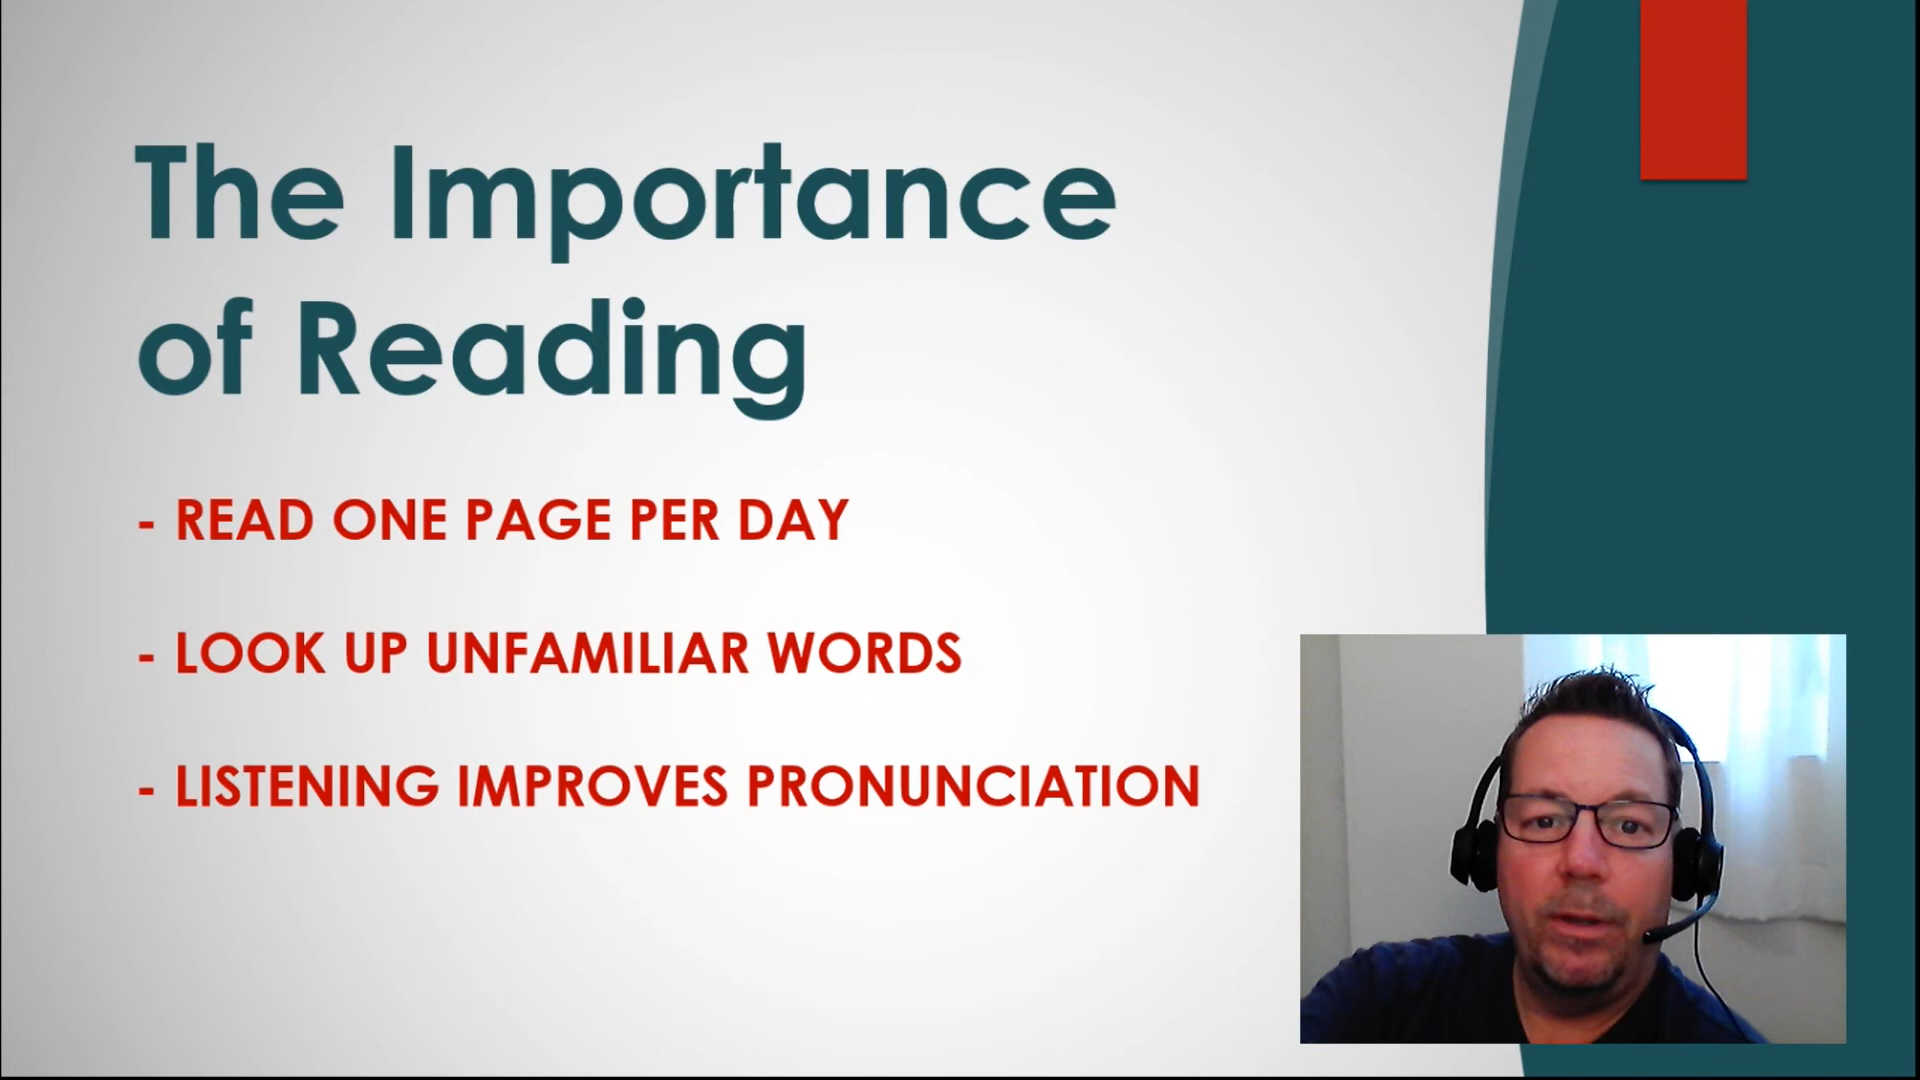 The Importance
of Reading
- READ ONE PAGE PER DAY
- LOOK UP UNFAMILIAR WORDS
- LISTENING IMPROVES PRONUNCIATION